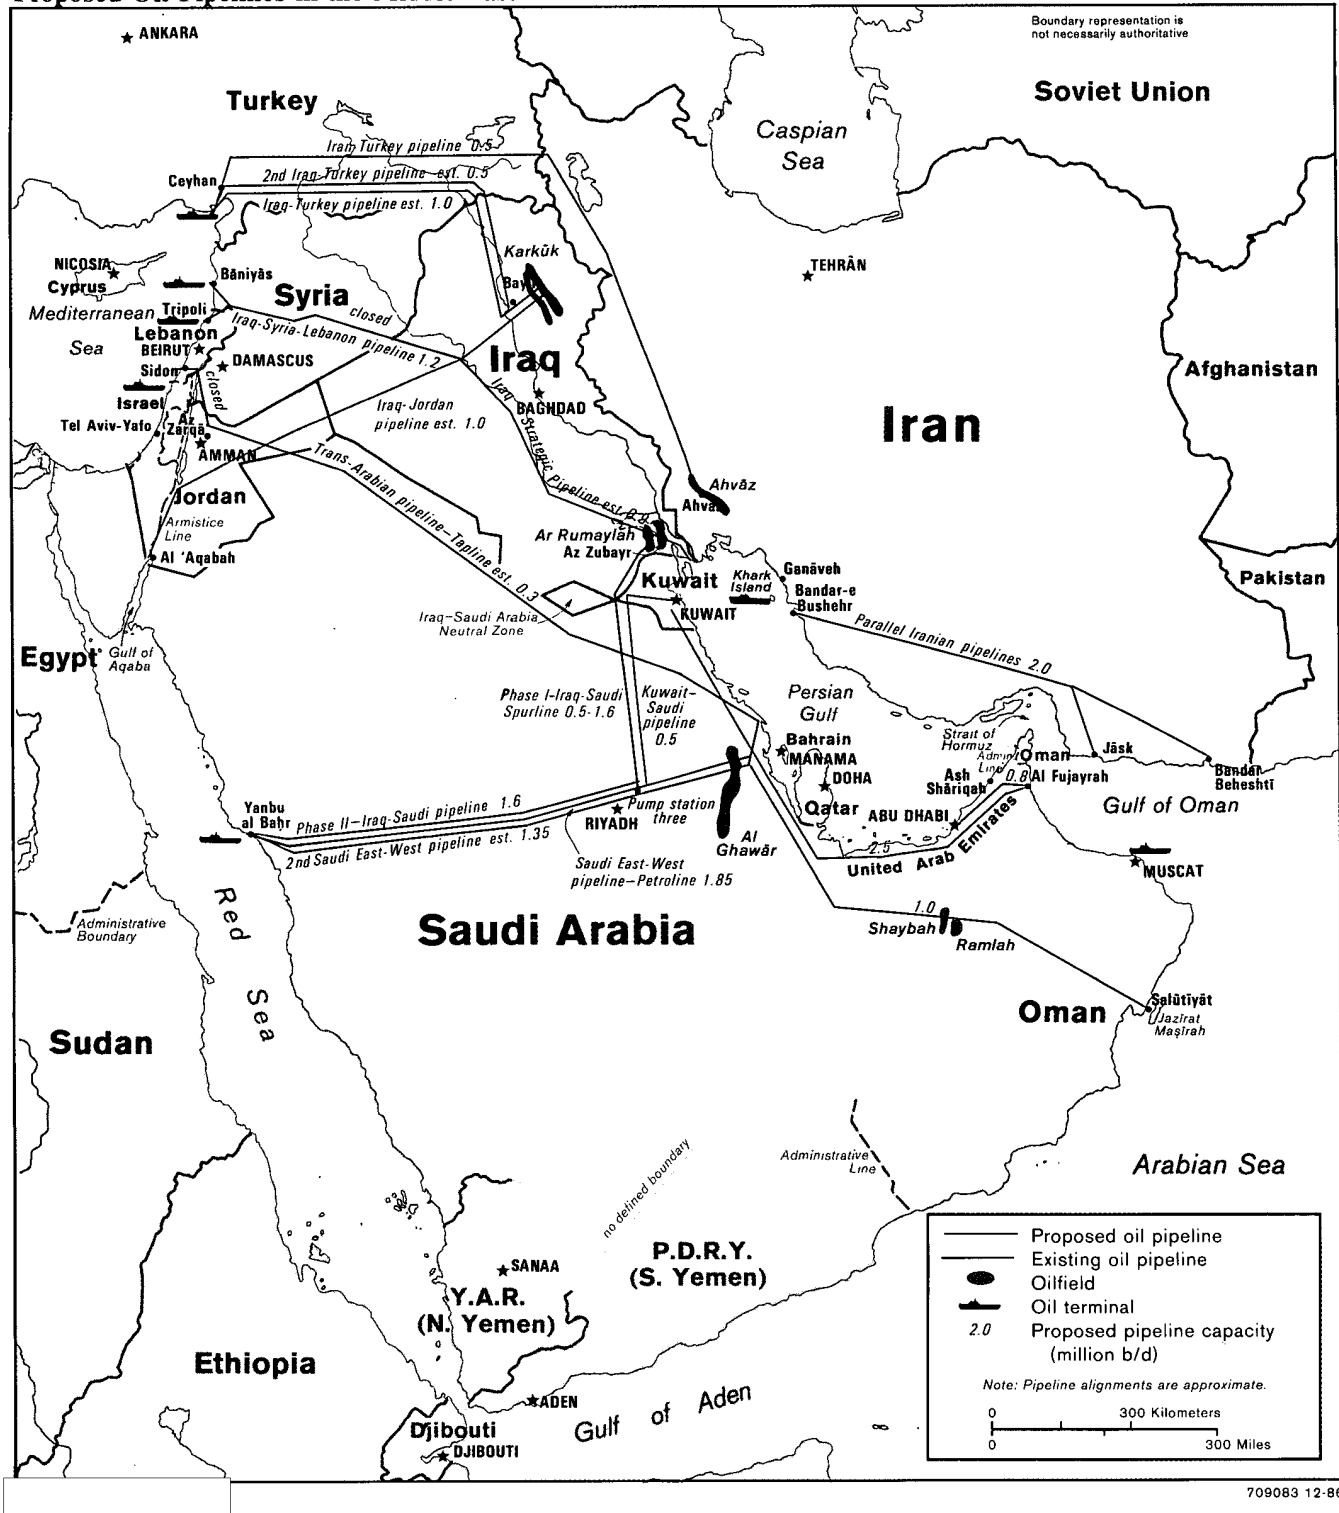 Boundary representation is
not necessarily authoritative
ANKARA
Turkey
Soviet Union
Caspian
Sea
Iran Turkey pipeline 0.5
2nd Iraq-Turkey pipeline est. 0.5
Iraq-Turkey pipeline est. 1.0
Ceyhan
Karkūk
NICOSIA
Cyprus
Bāniyās
TEHRĀN
Syria
Mediterranean
Sea
Tripoli
Lebanon
BEIRUT
closed
Iraq-Syria-Lebanon pipeline 1.2
Iraq
DAMASCUS
Sidon
closed
Afghanistan
Israel
Iraq-Jordan
pipeline est. 1.0
BAGHDAD
Iraq Strategic Pipeline est. 0.8
Iran
Tel Aviv-Yafo
Az
Zarqā
AMMAN
Trans-Arabian pipeline—Tapline est. 0.3
Jordan
Ahvāz
Armistice
Line
Ar Rumaylah
Az Zubayr
Al 'Aqabah
Kuwait
KUWAIT
Khark
Island
Ganāveh
Bandar-e
Bushehr
Pakistan
Iraq–Saudi Arabia
Neutral Zone
Parallel Iranian pipelines 2.0
Egypt
Gulf of
Aqaba
Phase I-Iraq-Saudi
Spurline 0.5-1.6
Kuwait–
Saudi
pipeline
0.5
Persian
Gulf
Strait of
Hormuz
Bahrain
MANAMA
DOHA
Qatar
Oman
Jāsk
Bandar
Beheshtī
Ash
Shāriqah
0.8
Al Fujayrah
Gulf of Oman
Yanbu
al Baḥr
Phase II–Iraq-Saudi pipeline 1.6
2nd Saudi East-West pipeline est. 1.35
Pump station
three
RIYADH
Al
Ghawār
ABU DHABI
2.5
United Arab Emirates
MUSCAT
Saudi East-West
pipeline–Petroline 1.85
Red Sea
Administrative
Boundary
Saudi Arabia
1.0
Shaybah
Ramlah
Oman
Salūtīyāt
Jazīrat
Maşīrah
Sudan
Administrative
Line
Arabian Sea
no defined boundary
P.D.R.Y.
(S. Yemen)
SANAA
Y.A.R.
(N. Yemen)
Ethiopia
ADEN
Gulf of Aden
Djibouti
DJIBOUTI
Proposed oil pipeline
Existing oil pipeline
Oilfield
Oil terminal
2.0 Proposed pipeline capacity
(million b/d)
Note: Pipeline alignments are approximate.
0 300 Kilometers
0 300 Miles
709083 12-86